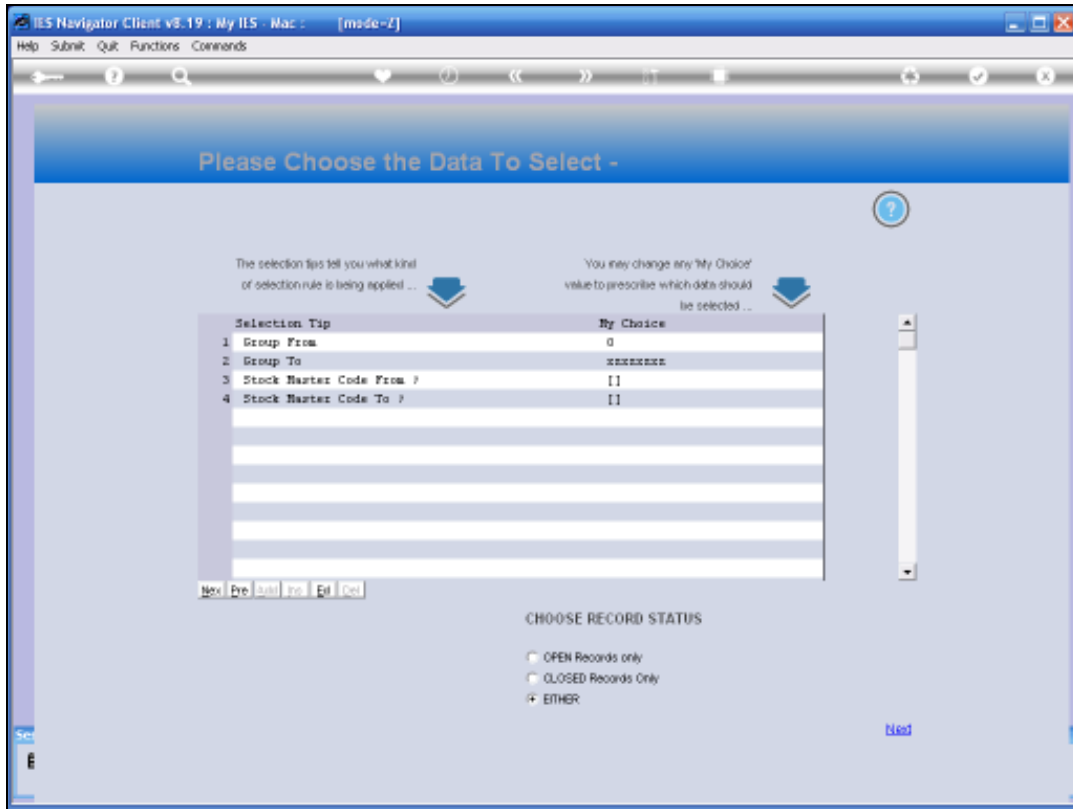 IES Navigator Client v8.19 : My IES - Mac : [mode=Z]
Help Submit Quit Functions Commands
Please Choose the Data To Select -
?
The selection tips tell you what kind
of selection rule is being applied ...
You may change any 'My Choice'
value to prescribe which data should
be selected ...
Selection Tip My Choice
1 Group From 0
2 Group To zzzzzzzz
3 Stock Master Code From ? []
4 Stock Master Code To ? []
Nex Pre Add Ins Del
CHOOSE RECORD STATUS
OPEN Records only
CLOSED Records Only
EITHER
Next